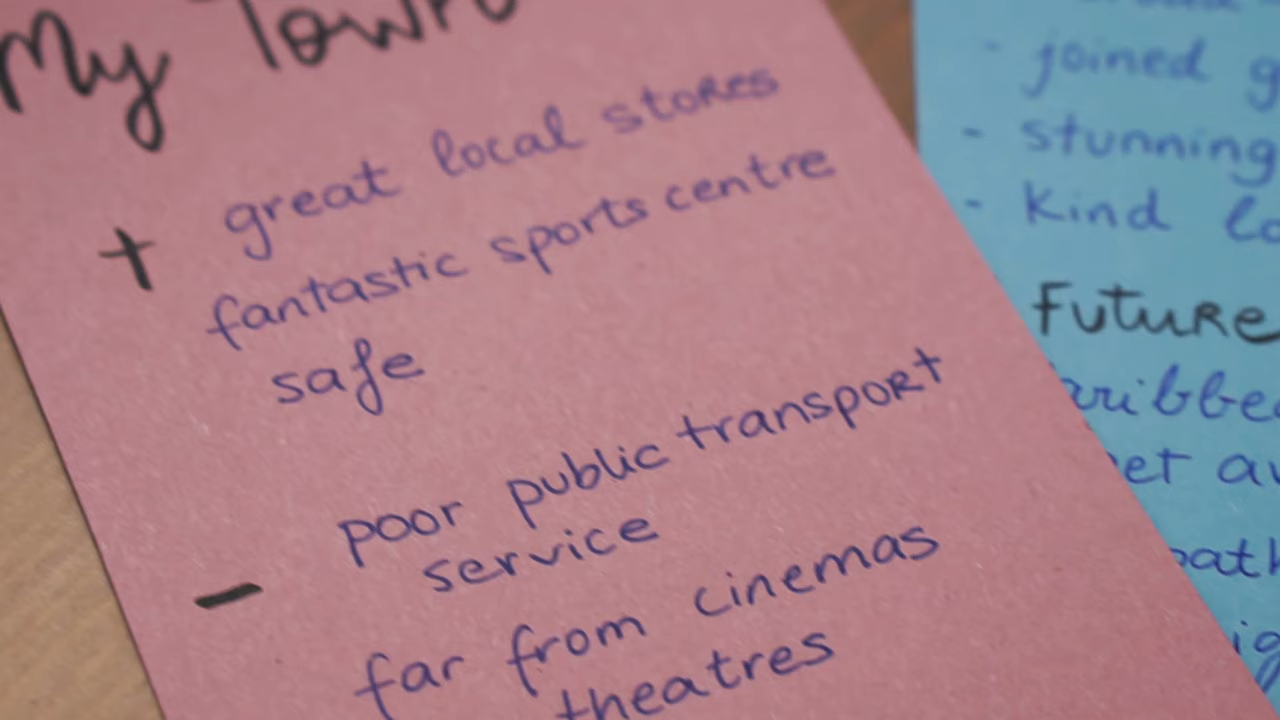 My Town
+ great local stores
fantastic sports centre
safe
- poor public transport
service
far from cinemas
theatres
- joined
- stunning
- kind
Future